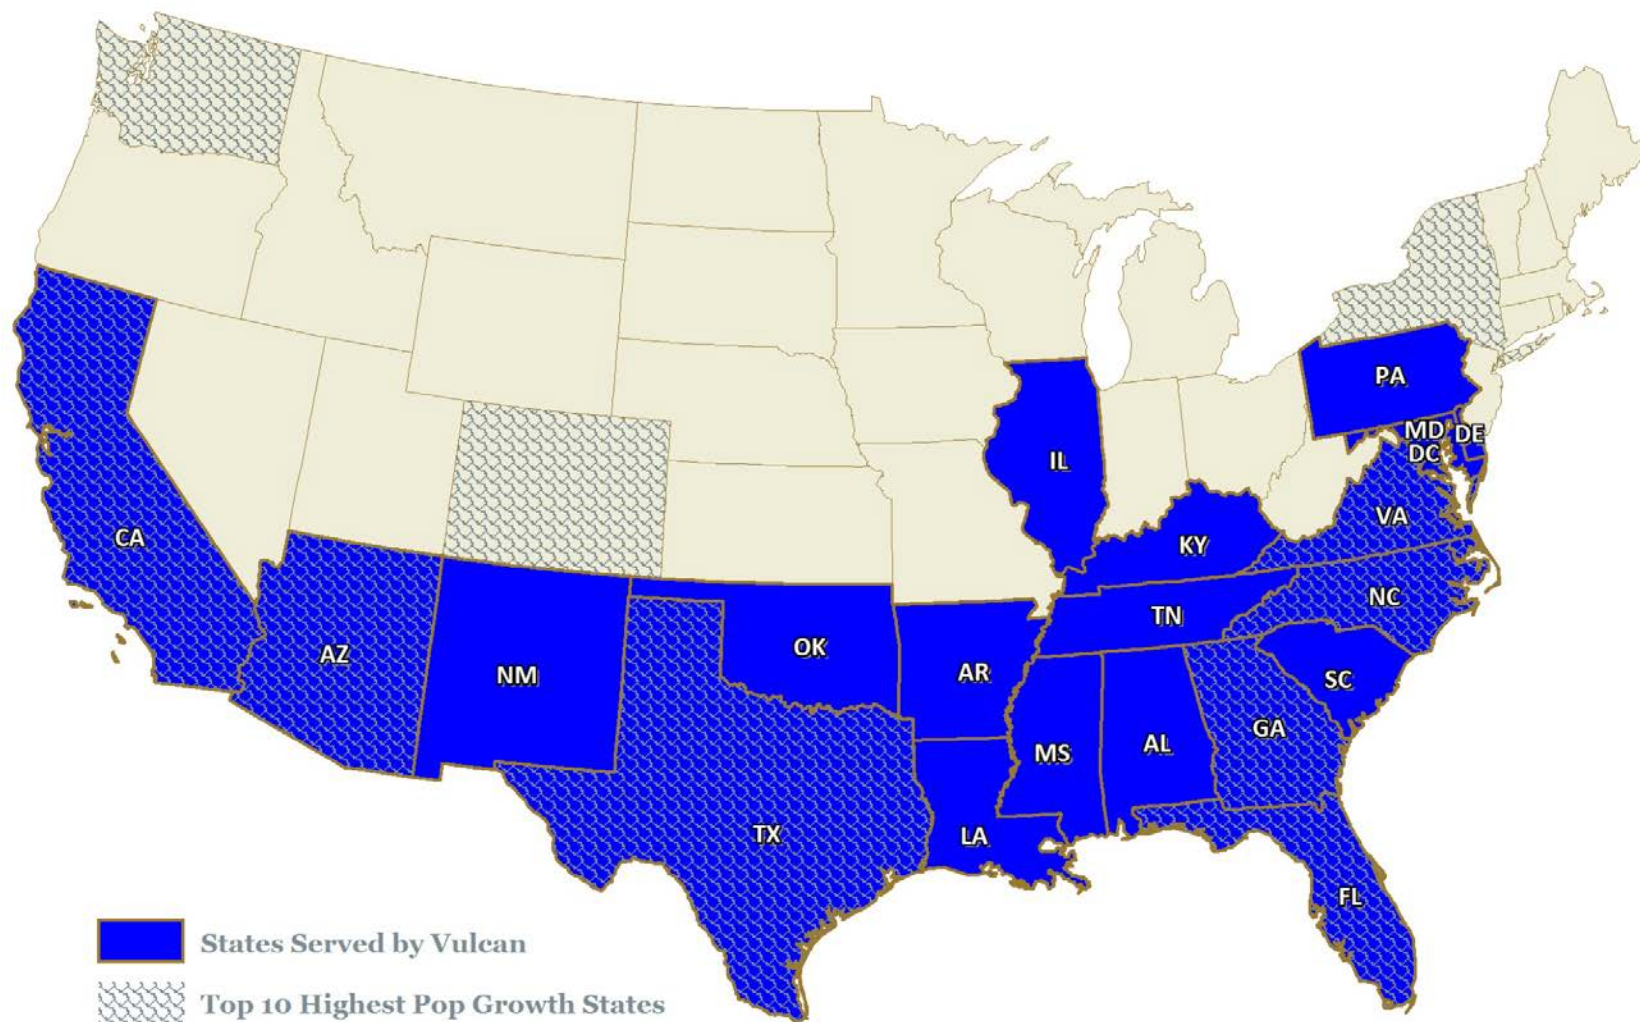 PA
MD
DE
DC
IL
VA
CA
KY
NC
TN
AZ
OK
NM
AR
SC
GA
MS
AL
TX
LA
FL
States Served by Vulcan
Top 10 Highest Pop Growth States